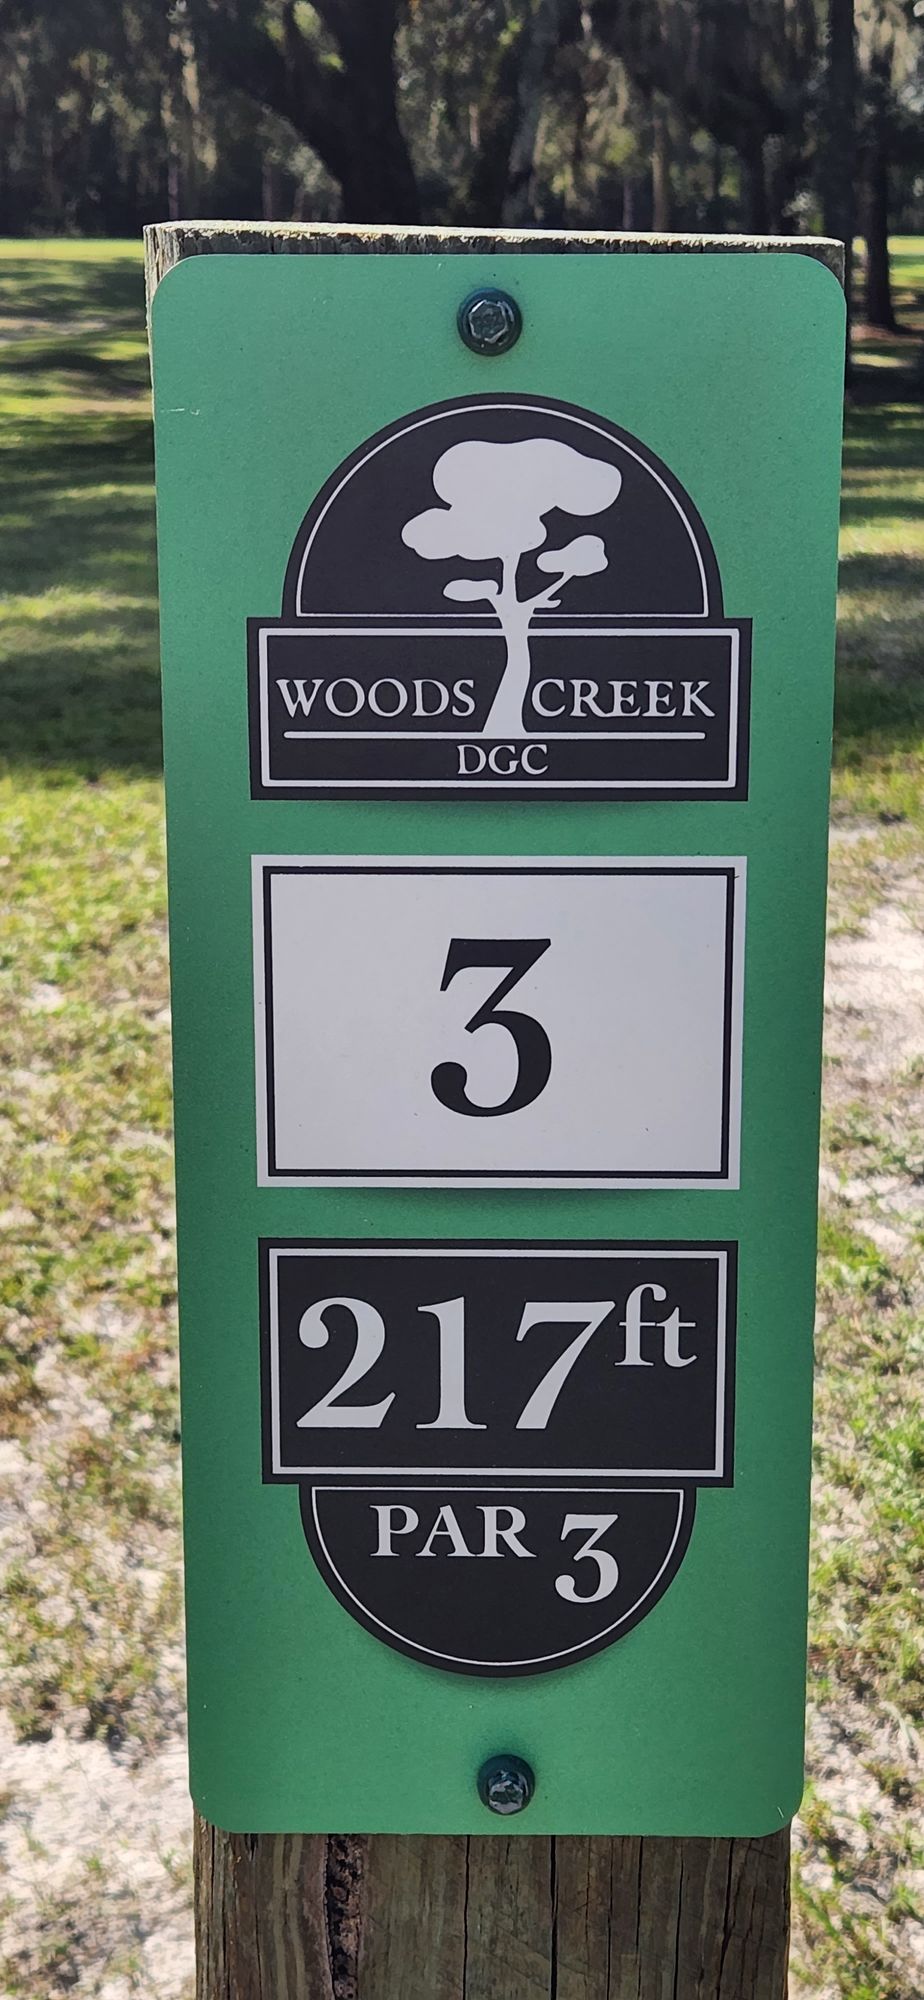 WOODS CREEK
DGC
3
217ft
PAR 3